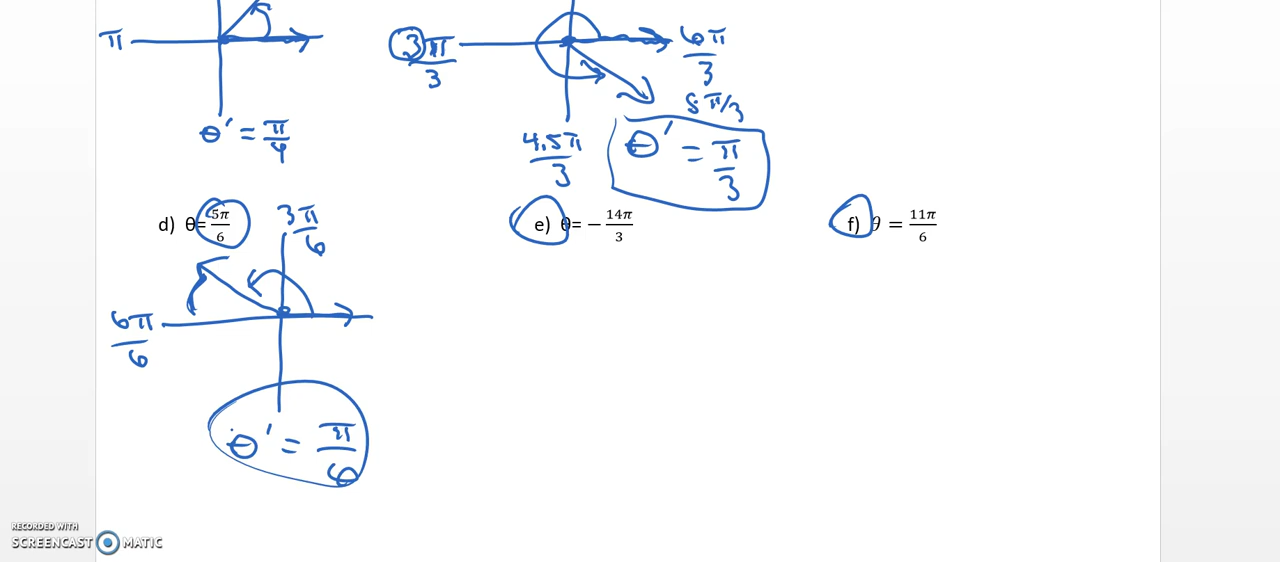 π
3π/3
6π/3
8π/3
θ' = π/4
4.5π/3
θ' = π/3
d) θ= 5π/6
e) θ= − 14π/3
f) θ = 11π/6
3π/6
6π/6
θ' = π/6
RECORDED WITH
SCREENCAST MATIC